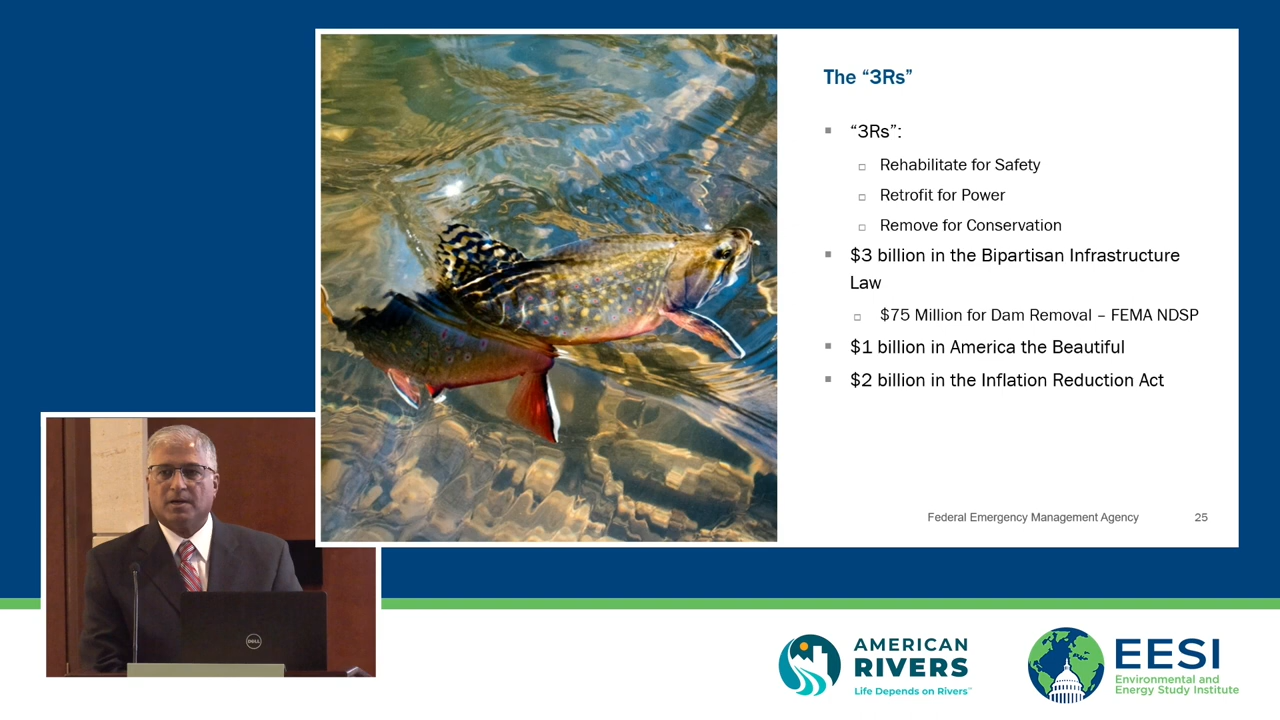 The “3Rs”
“3Rs”:
Rehabilitate for Safety
Retrofit for Power
Remove for Conservation
$3 billion in the Bipartisan Infrastructure
Law
$75 Million for Dam Removal – FEMA NDSP
$1 billion in America the Beautiful
$2 billion in the Inflation Reduction Act
Federal Emergency Management Agency 25
DELL
AMERICAN
RIVERS
Life Depends on Rivers™
EESI
Environmental and
Energy Study Institute